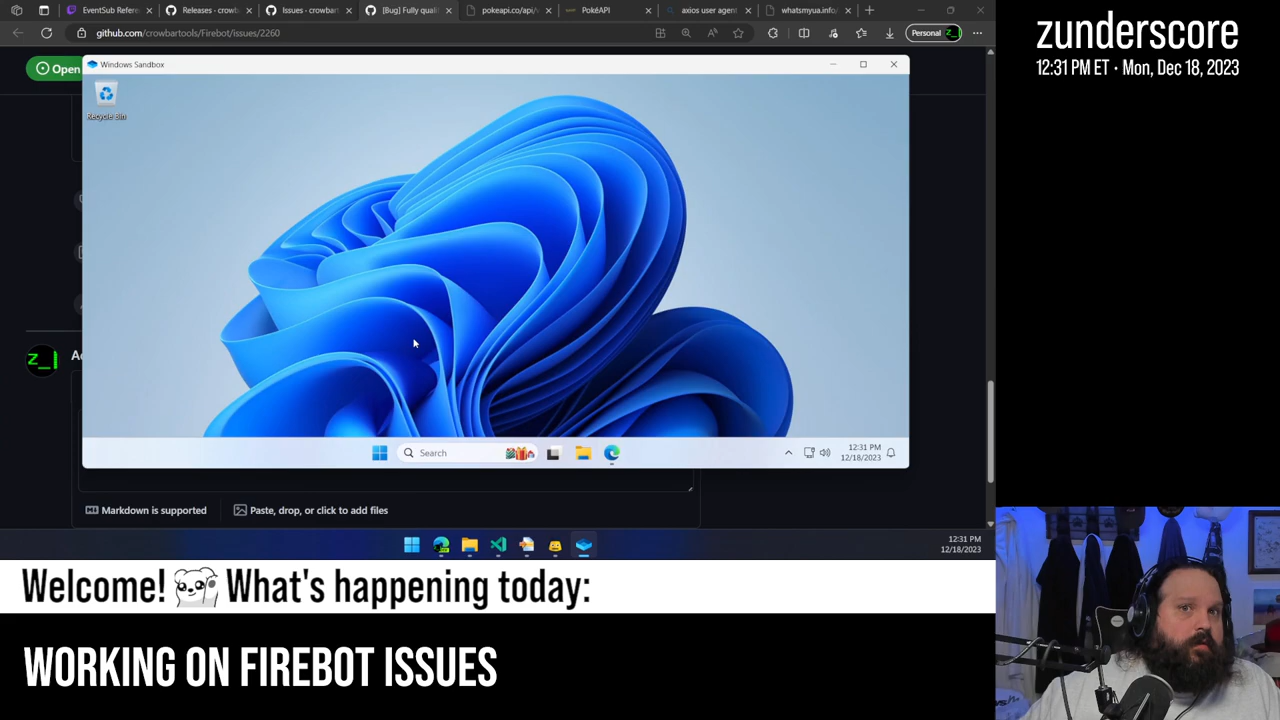 EventSub Refere
Releases - crowb
Issues - crowbart
[Bug] Fully quali
pokeapi.co/api/
PokéAPI
axios user agent
whatsmyua.info/
github.com/crowbartools/Firebot/issues/2260
Personal
Open
Windows Sandbox
Recycle Bin
Search
12:31 PM
12/18/2023
Markdown is supported
Paste, drop, or click to add files
12:31 PM
12/18/2023
zunderscore
12:31 PM ET · Mon, Dec 18, 2023
Welcome! What's happening today:
WORKING ON FIREBOT ISSUES